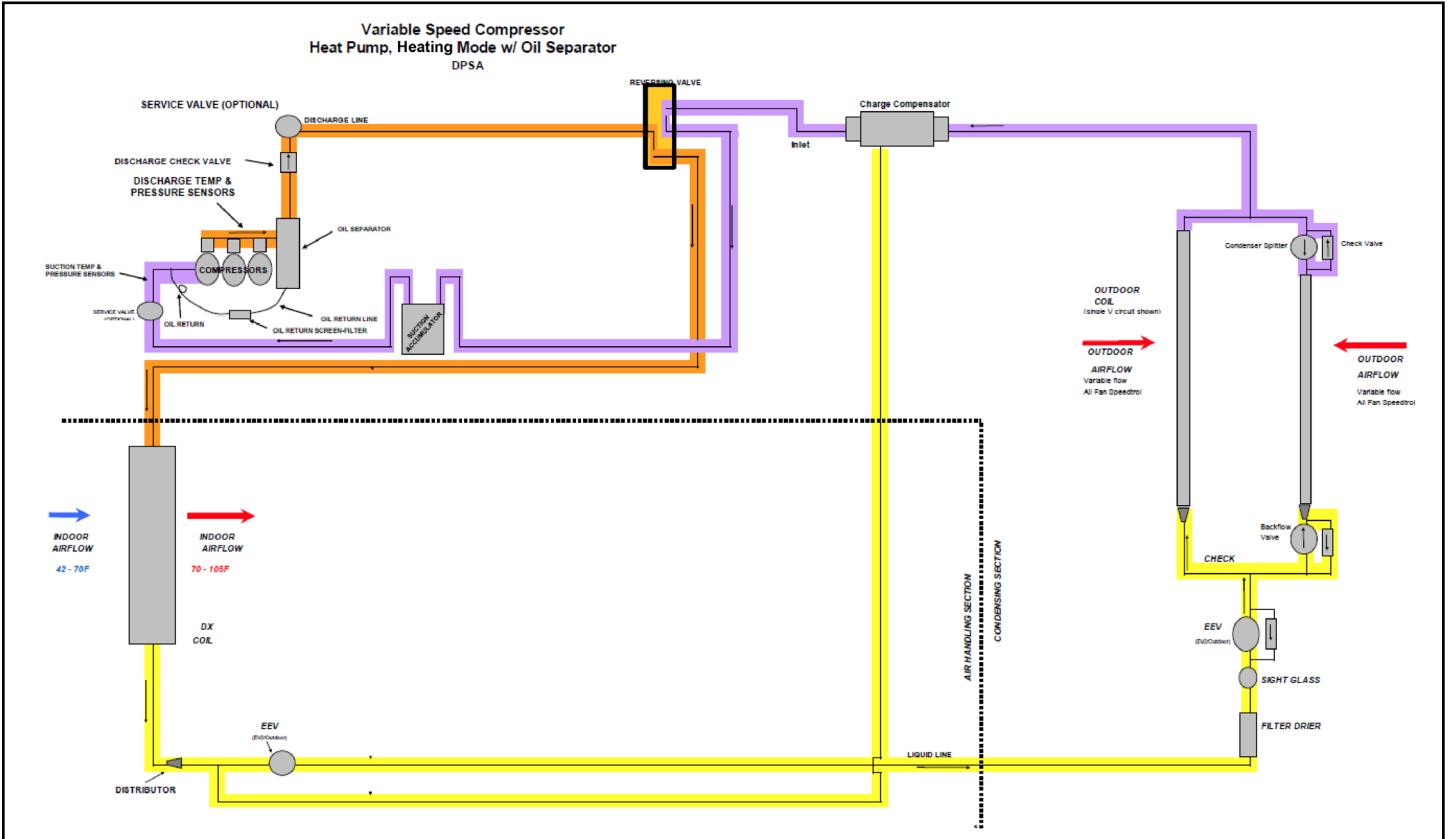 Variable Speed Compressor
Heat Pump, Heating Mode w/ Oil Separator
DPSA
REVERSING VALVE
SERVICE VALVE (OPTIONAL)
DISCHARGE LINE
Charge Compensator
Inlet
DISCHARGE CHECK VALVE
DISCHARGE TEMP &
PRESSURE SENSORS
OIL SEPARATOR
COMPRESSORS
SUCTION TEMP &
PRESSURE SENSORS
SERVICE VALVE
(OPTIONAL)
OIL RETURN
OIL RETURN LINE
OIL RETURN SCREEN-FILTER
SUCTION
ACCUMULATOR
Condenser Splitter
Check Valve
OUTDOOR
COIL
(single V circuit shown)
OUTDOOR
AIRFLOW
Variable flow
All Fan Speedtrol
OUTDOOR
AIRFLOW
Variable flow
All Fan Speedtrol
INDOOR
AIRFLOW
42 - 70F
INDOOR
AIRFLOW
70 - 105F
DX
COIL
AIR HANDLING SECTION
CONDENSING SECTION
Backflow
Valve
CHECK
EEV
(EV2/Outdoor)
SIGHT GLASS
FILTER DRIER
EEV
(EV2/Outdoor)
LIQUID LINE
DISTRIBUTOR